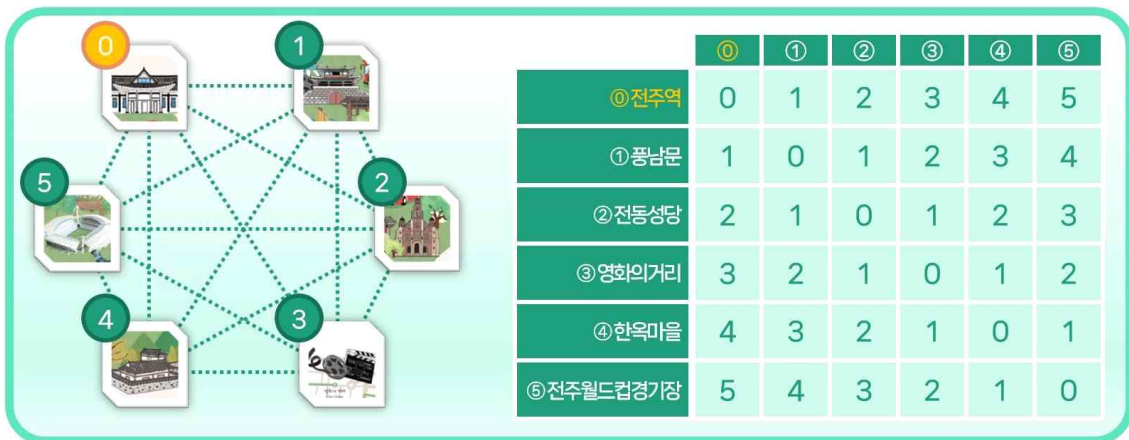 0
1
5
2
4
3
⓪ ① ② ③ ④ ⑤
⓪전주역 0 1 2 3 4 5
①풍남문 1 0 1 2 3 4
②전동성당 2 1 0 1 2 3
③영화의거리 3 2 1 0 1 2
④한옥마을 4 3 2 1 0 1
⑤전주월드컵경기장 5 4 3 2 1 0